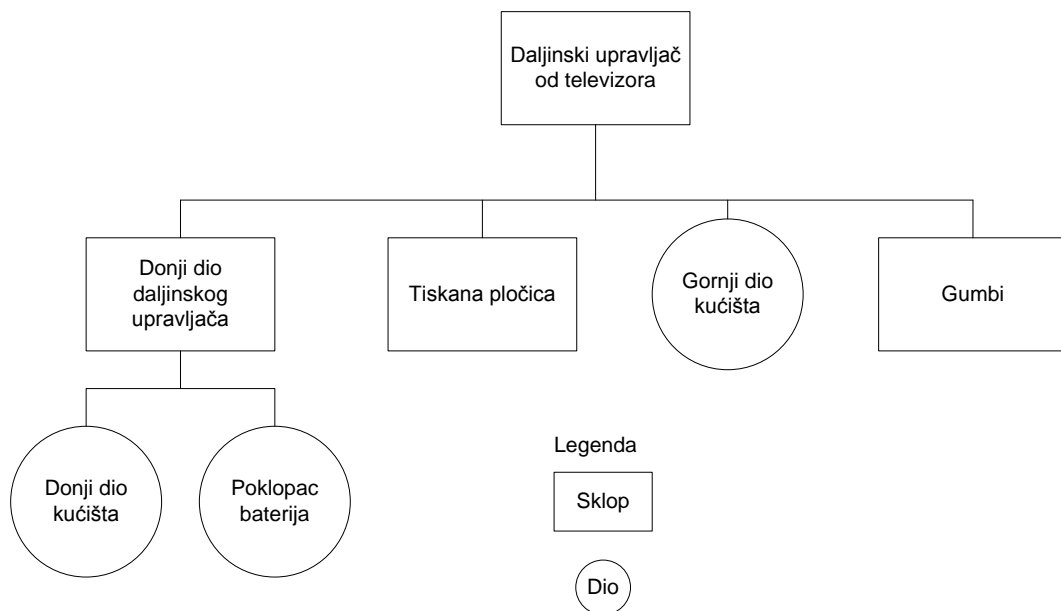 Daljinski upravljač
od televizora
Donji dio
daljinskog
upravljača
Tiskana pločica
Gornji dio
kućišta
Gumbi
Donji dio
kućišta
Poklopac
baterija
Legenda
Sklop
Dio